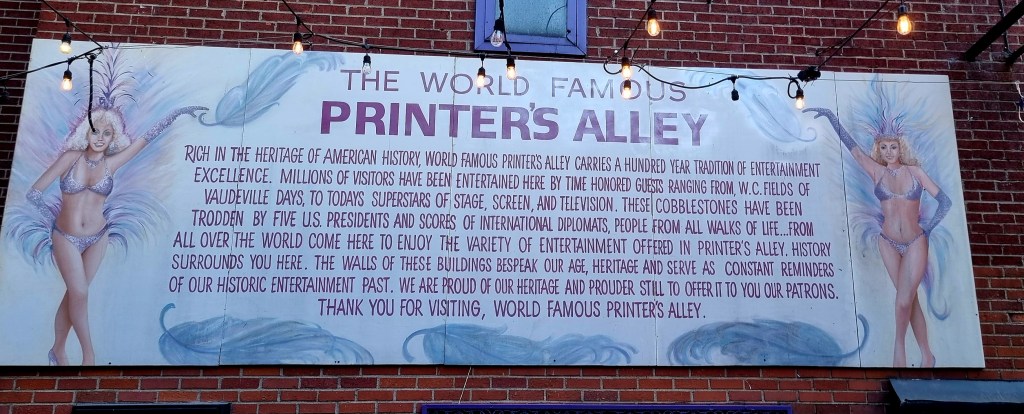 THE WORLD FAMOUS
PRINTER'S ALLEY
RICH IN THE HERITAGE OF AMERICAN HISTORY, WORLD FAMOUS PRINTER'S ALLEY CARRIES A HUNDRED YEAR TRADITION OF ENTERTAINMENT
EXCELLENCE. MILLIONS OF VISITORS HAVE BEEN ENTERTAINED HERE BY TIME HONORED GUESTS RANGING FROM, W.C. FIELDS OF
VAUDEVILLE DAYS, TO TODAYS SUPERSTARS OF STAGE, SCREEN, AND TELEVISION. THESE COBBLESTONES HAVE BEEN
TRODDEN BY FIVE U.S. PRESIDENTS AND SCORES OF INTERNATIONAL DIPLOMATS, PEOPLE FROM ALL WALKS OF LIFE...FROM
ALL OVER THE WORLD COME HERE TO ENJOY THE VARIETY OF ENTERTAINMENT OFFERED IN PRINTER'S ALLEY. HISTORY
SURROUNDS YOU HERE. THE WALLS OF THESE BUILDINGS BESPEAK OUR AGE, HERITAGE AND SERVE AS CONSTANT REMINDERS
OF OUR HISTORIC ENTERTAINMENT PAST. WE ARE PROUD OF OUR HERITAGE AND PROUDER STILL TO OFFER IT TO YOU OUR PATRONS.
THANK YOU FOR VISITING, WORLD FAMOUS PRINTER'S ALLEY.